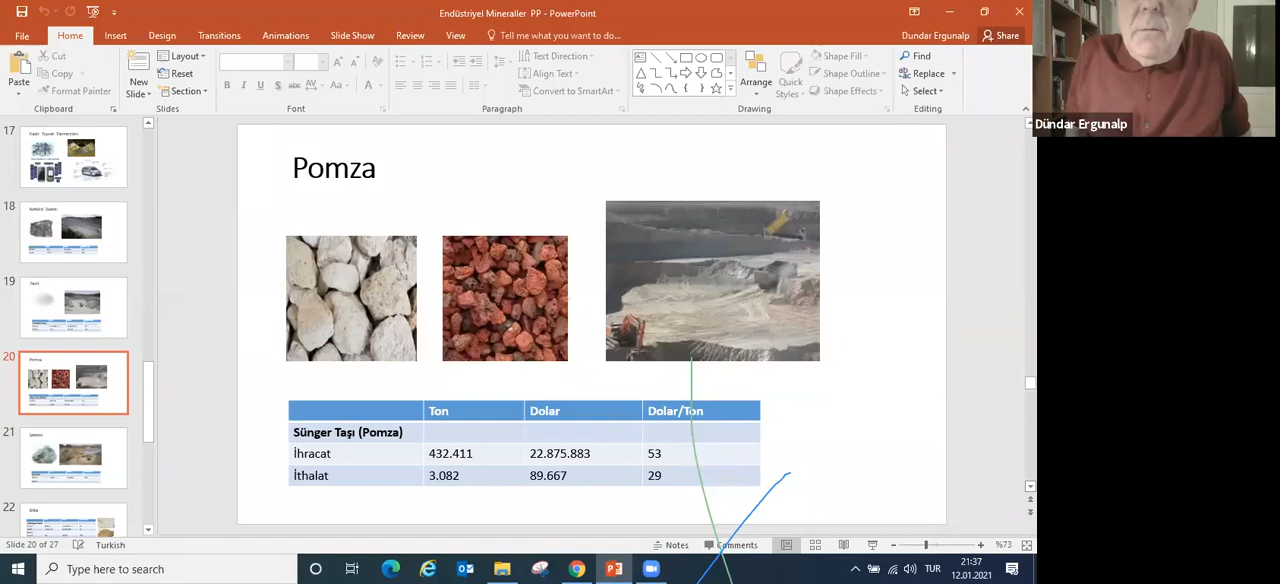 Endüstriyel Mineraller PP - PowerPoint
File Home Insert Design Transitions Animations Slide Show Review View Tell me what you want to do... Dundar Ergunalp Share
Cut
Copy
Format Painter
Paste
Clipboard
New Slide
Layout
Reset
Section
Slides
B I U S abc AV Aa A
Font
Text Direction
Align Text
Convert to SmartArt
Paragraph
Arrange
Quick Styles
Shape Fill
Shape Outline
Shape Effects
Drawing
Find
Replace
Select
Editing
Dündar Ergunalp
17
18
19
20
Pomza
21
22
Pomza
Ton Dolar Dolar/Ton
Sünger Taşı (Pomza)
İhracat 432.411 22.875.883 53
İthalat 3.082 89.667 29
Slide 20 of 27 Turkish Notes Comments %73
Type here to search
TUR
21:37
12.01.2021